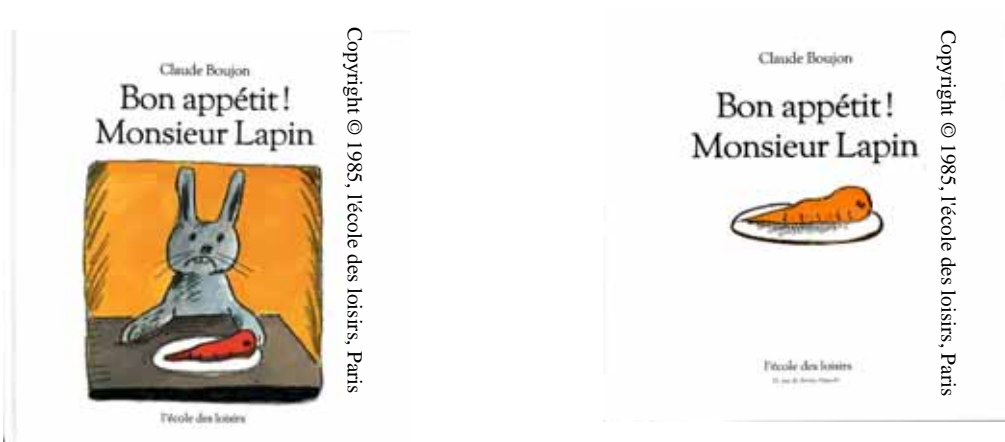 Claude Boujon
Bon appétit !
Monsieur Lapin
l'école des loisirs
Copyright © 1985, l'école des loisirs, Paris
Claude Boujon
Bon appétit !
Monsieur Lapin
l'école des loisirs
Copyright © 1985, l'école des loisirs, Paris